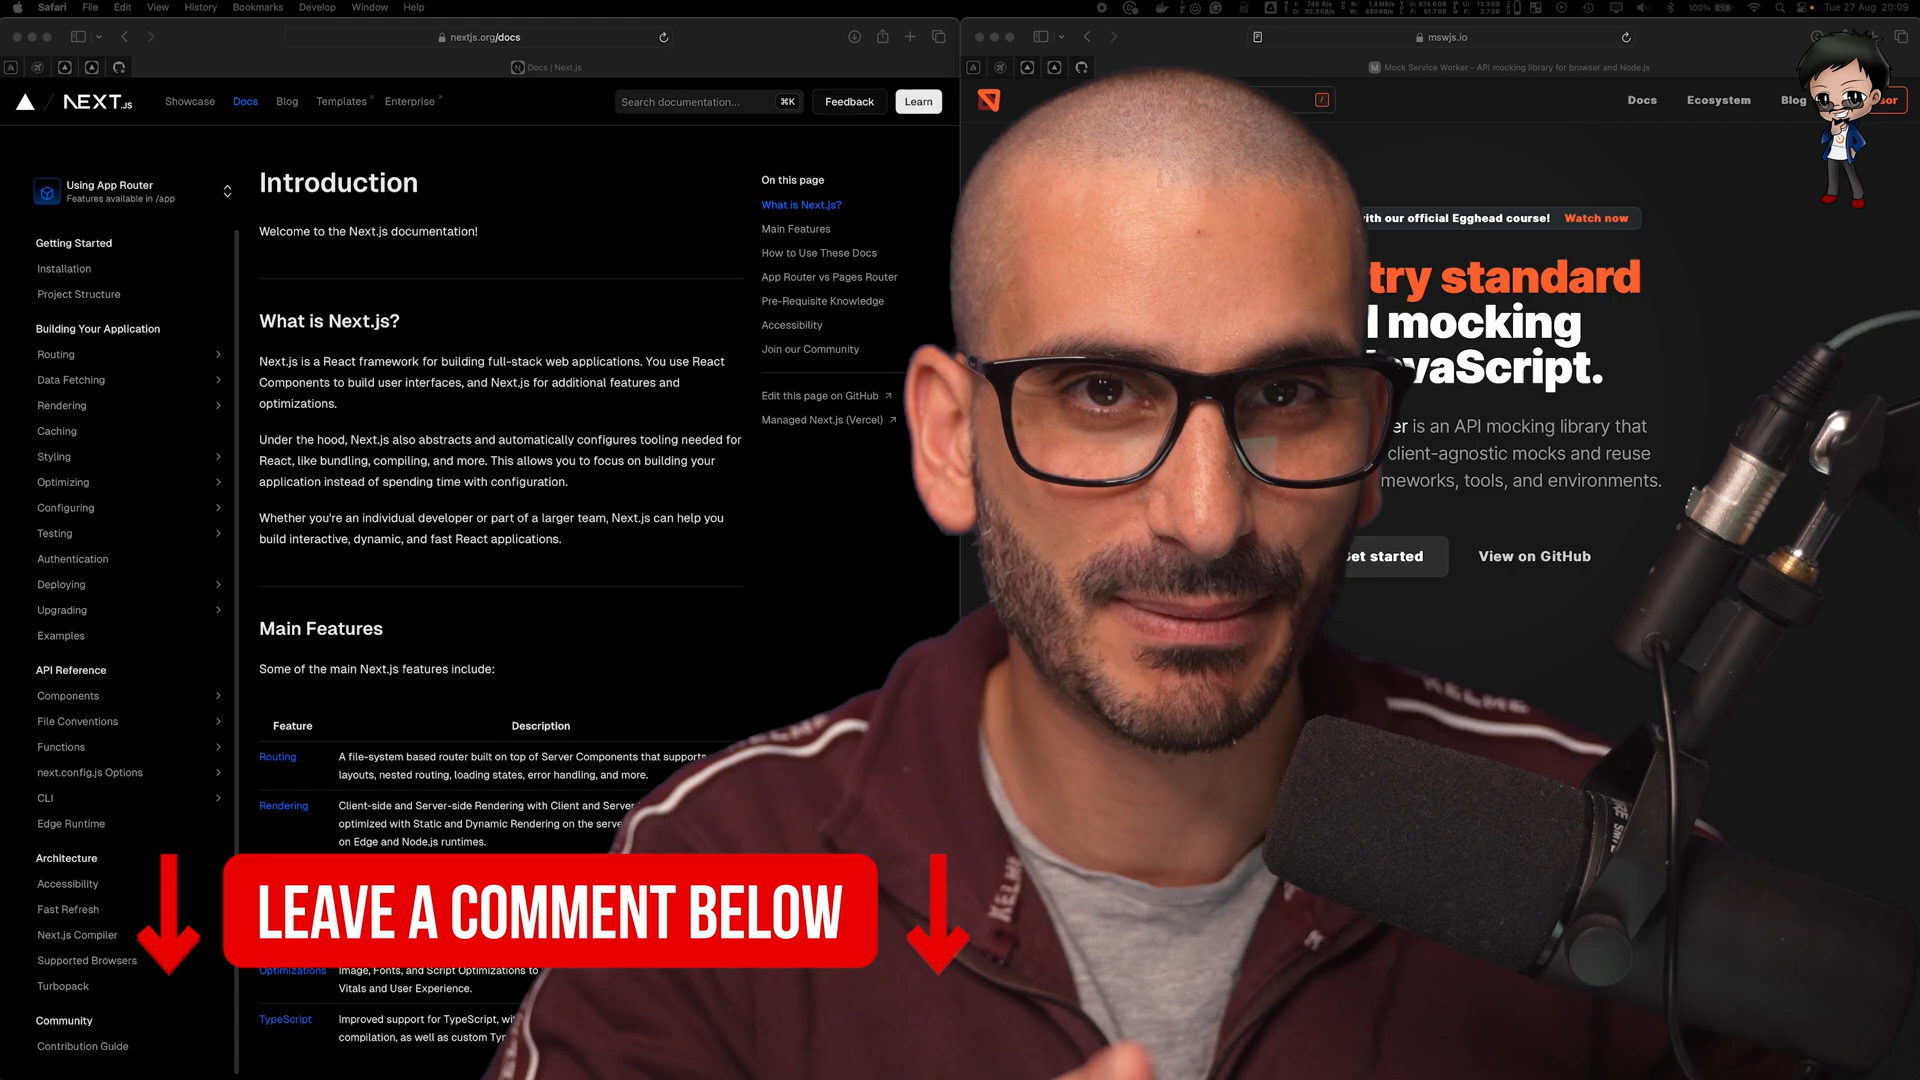 Safari File Edit View History Bookmarks Develop Window Help
100% Tue 27 Aug 20:09
nextjs.org/docs
Docs | Next.js
NEXT.JS
Showcase Docs Blog Templates Enterprise
Search documentation... ⌘K
Feedback
Learn
Using App Router
Features available in /app
Getting Started
Installation
Project Structure
Building Your Application
Routing
Data Fetching
Rendering
Caching
Styling
Optimizing
Configuring
Testing
Authentication
Deploying
Upgrading
Examples
API Reference
Components
File Conventions
Functions
next.config.js Options
CLI
Edge Runtime
Architecture
Accessibility
Fast Refresh
Next.js Compiler
Supported Browsers
Turbopack
Community
Contribution Guide
Introduction
Welcome to the Next.js documentation!
What is Next.js?
Next.js is a React framework for building full-stack web applications. You use React
Components to build user interfaces, and Next.js for additional features and
optimizations.
Under the hood, Next.js also abstracts and automatically configures tooling needed for
React, like bundling, compiling, and more. This allows you to focus on building your
application instead of spending time with configuration.
Whether you're an individual developer or part of a larger team, Next.js can help you
build interactive, dynamic, and fast React applications.
Main Features
Some of the main Next.js features include:
Feature Description
Routing A file-system based router built on top of Server Components that supports
layouts, nested routing, loading states, error handling, and more.
Rendering Client-side and Server-side Rendering with Client and Server
optimized with Static and Dynamic Rendering on the serve
on Edge and Node.js runtimes.
Optimizations Image, Fonts, and Script Optimizations to
Vitals and User Experience.
TypeScript Improved support for TypeScript, wi
compilation, as well as custom Typ
On this page
What is Next.js?
Main Features
How to Use These Docs
App Router vs Pages Router
Pre-Requisite Knowledge
Accessibility
Join our Community
Edit this page on GitHub
Managed Next.js (Vercel)
mswjs.io
Mock Service Worker - API mocking library for browser and Node.js
/
Docs Ecosystem Blog sor
with our official Egghead course! Watch now
try standard
I mocking
JavaScript.
er is an API mocking library that
client-agnostic mocks and reuse
meworks, tools, and environments.
Get started
View on GitHub
KELME
KELME
KELME
LEAVE A COMMENT BELOW